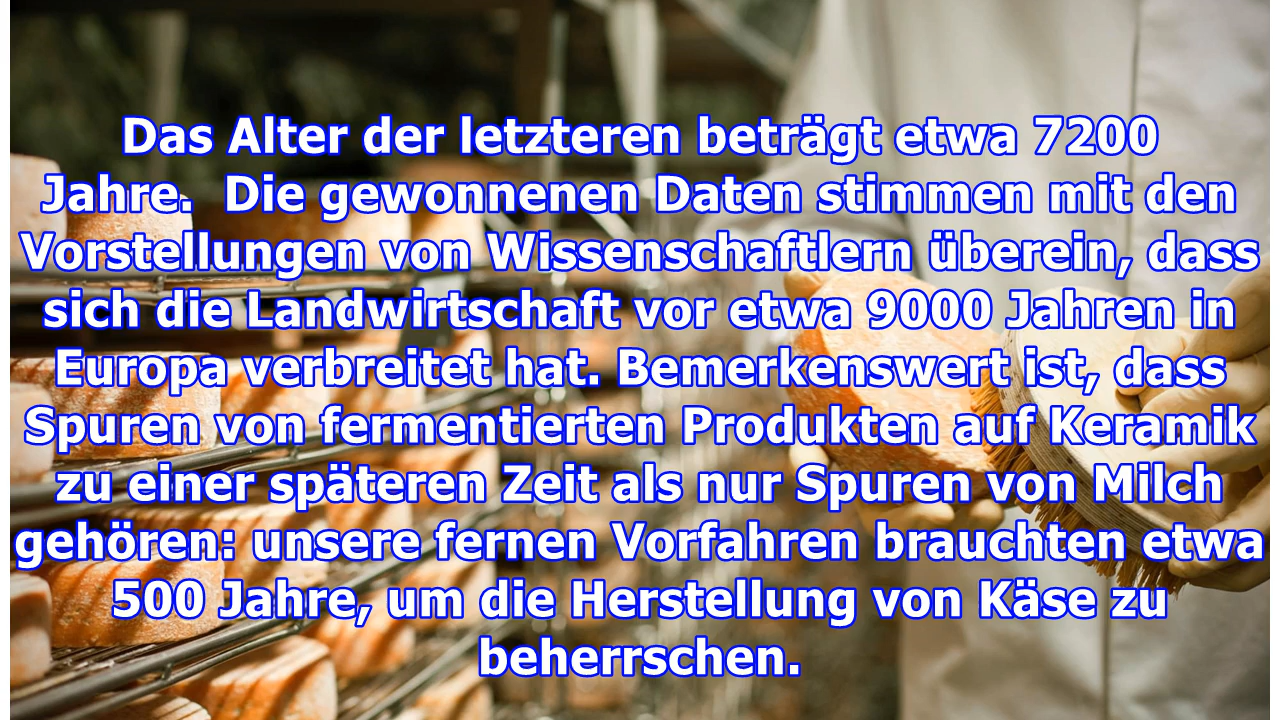 Das Alter der letzteren beträgt etwa 7200
Jahre.  Die gewonnenen Daten stimmen mit den
Vorstellungen von Wissenschaftlern überein, dass
sich die Landwirtschaft vor etwa 9000 Jahren in
Europa verbreitet hat. Bemerkenswert ist, dass
Spuren von fermentierten Produkten auf Keramik
zu einer späteren Zeit als nur Spuren von Milch
gehören: unsere fernen Vorfahren brauchten etwa
500 Jahre, um die Herstellung von Käse zu
beherrschen.